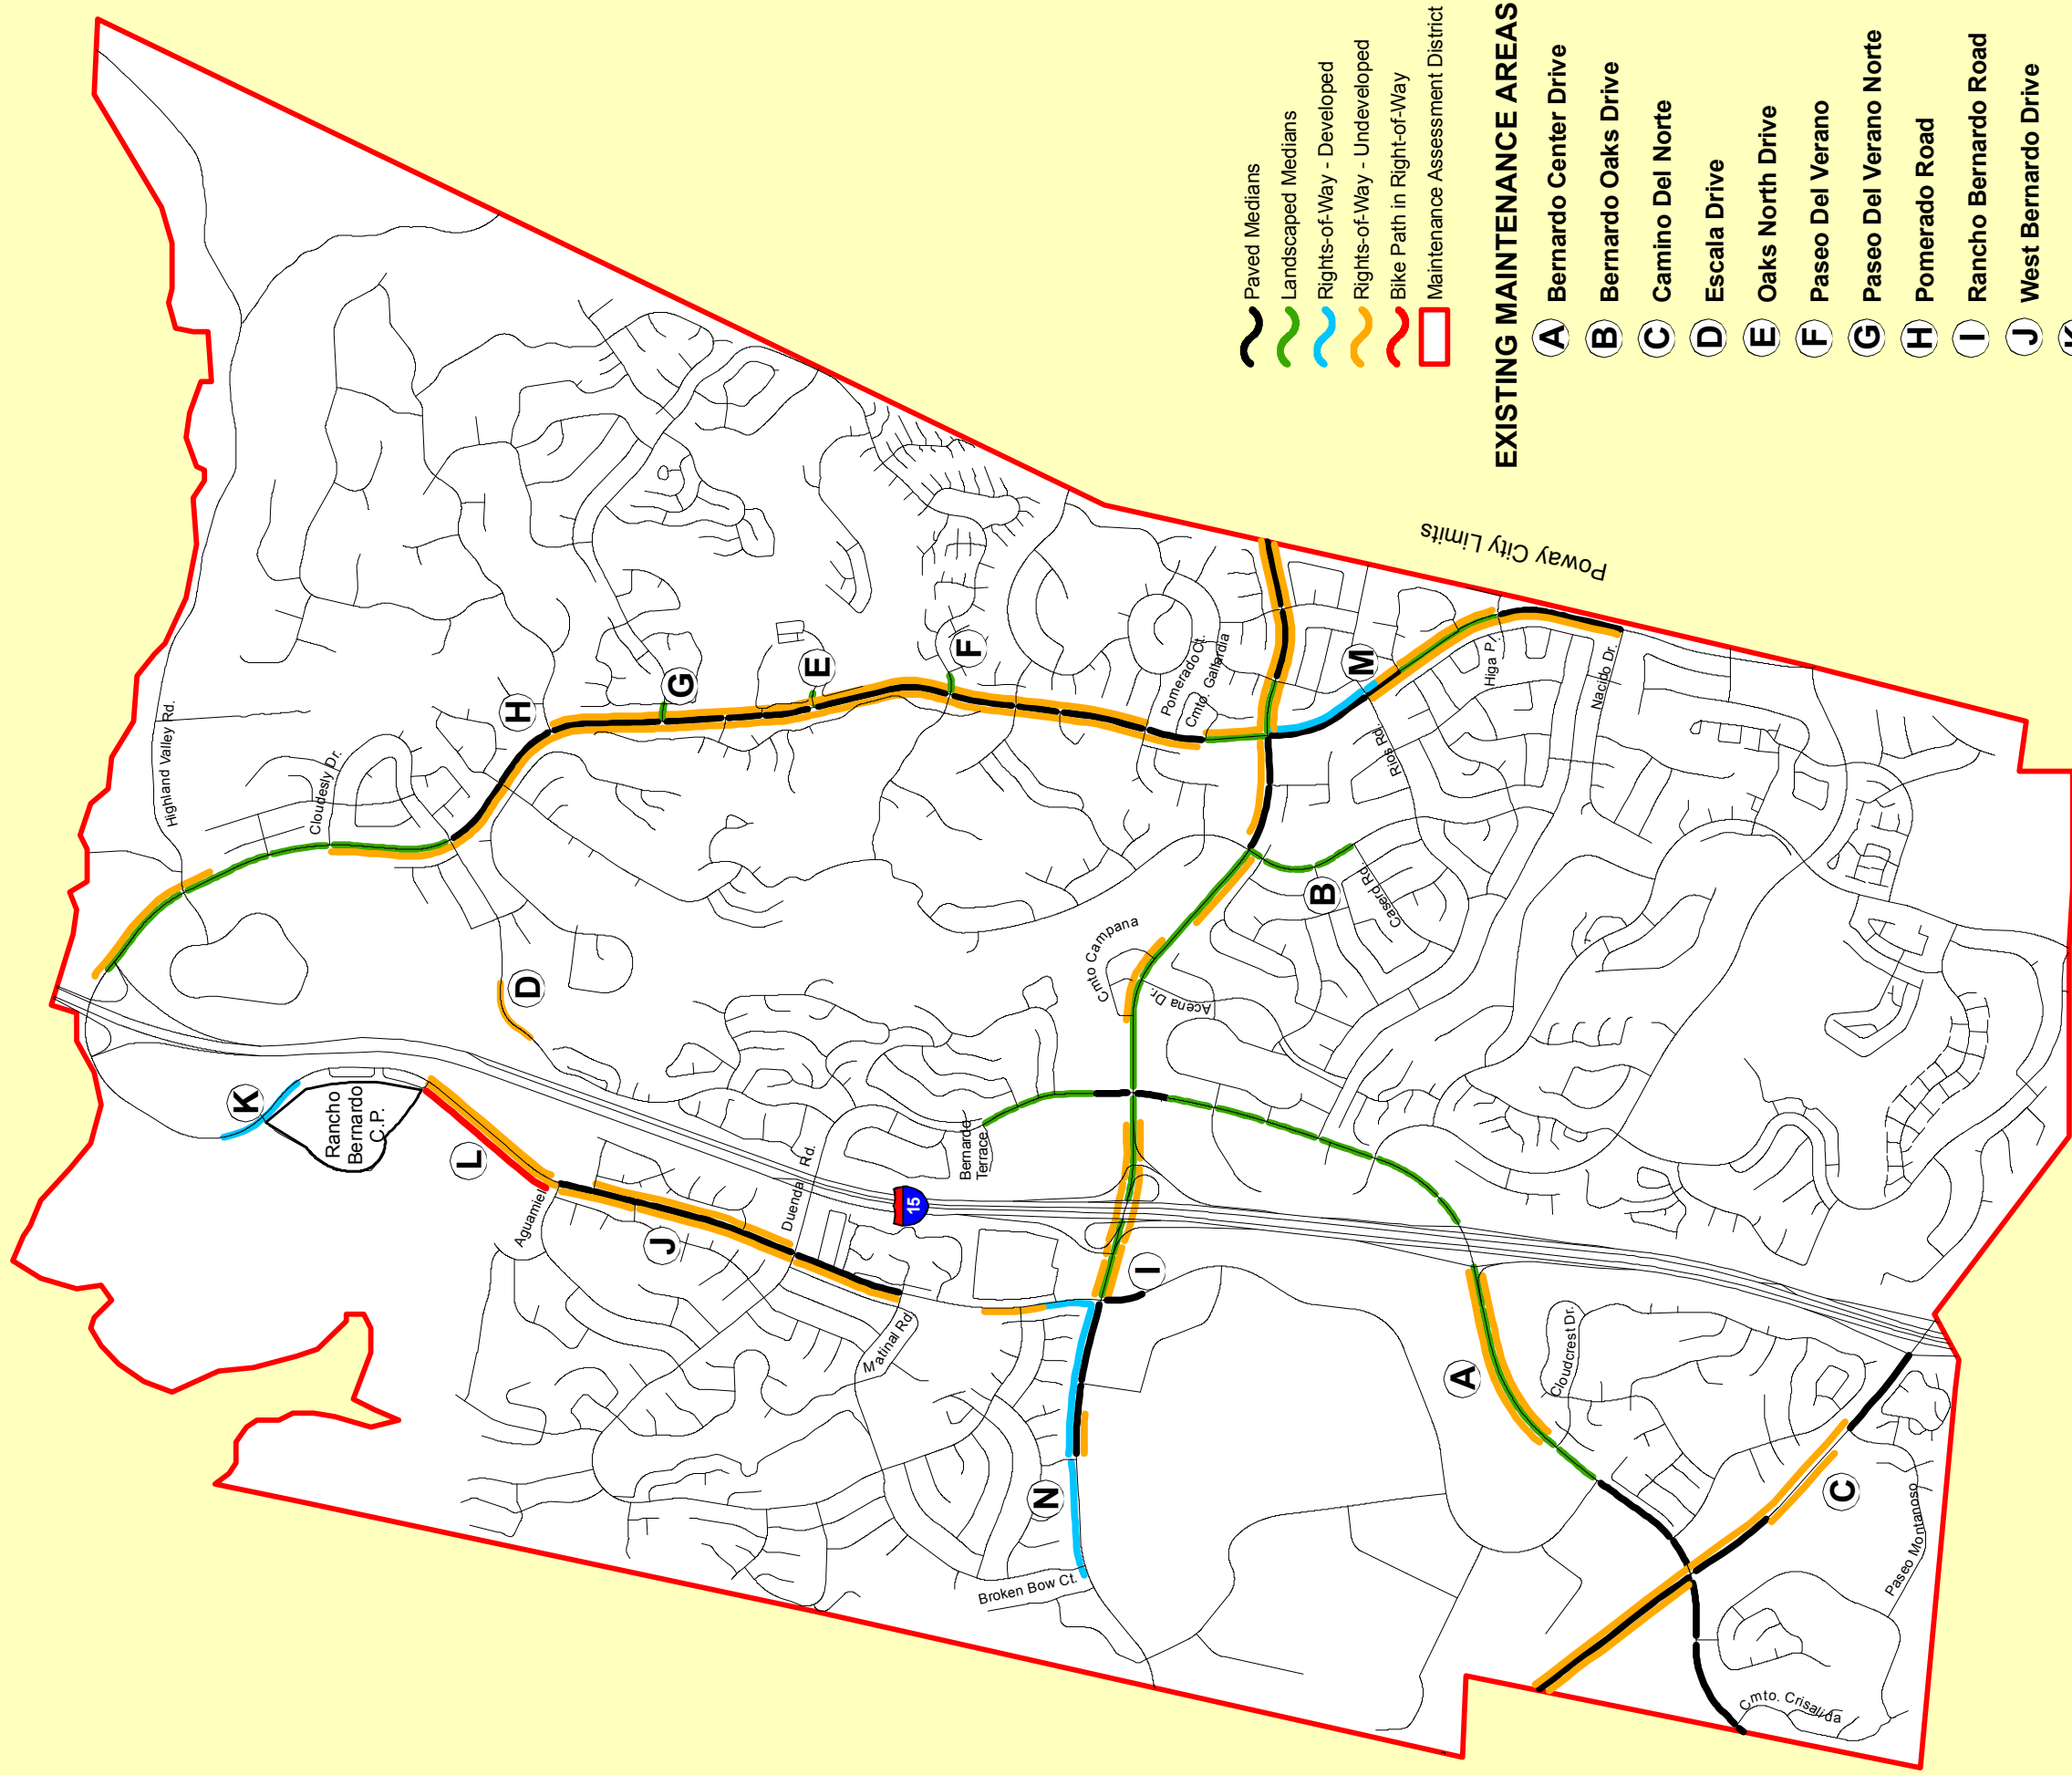 Paved Medians
Landscaped Medians
Rights-of-Way - Developed
Rights-of-Way - Undeveloped
Bike Path in Right-of-Way
Maintenance Assessment District
EXISTING MAINTENANCE AREAS
A Bernardo Center Drive
B Bernardo Oaks Drive
C Camino Del Norte
D Escala Drive
E Oaks North Drive
F Paseo Del Verano
G Paseo Del Verano Norte
H Pomerado Road
I Rancho Bernardo Road
J West Bernardo Drive
K
Poway City Limits
Highland Valley Rd.
Cloudesly Dr.
H
G
E
F
D
K
Rancho
Bernardo
C.P.
L
Aguamiel
J
Duenda Rd.
15
Matinal Rd
Bernardo
Terrace
Cmto Campana
Acena Dr.
Pomerado Ct.
Cmto. Gallardia
M
Rios Rd.
Higa Pl.
Nacido Dr.
B
Caserd Rd
I
N
Broken Bow Ct.
A
Cloudcrest Dr.
C
Paseo Montanoso
Cmto. Crisalida